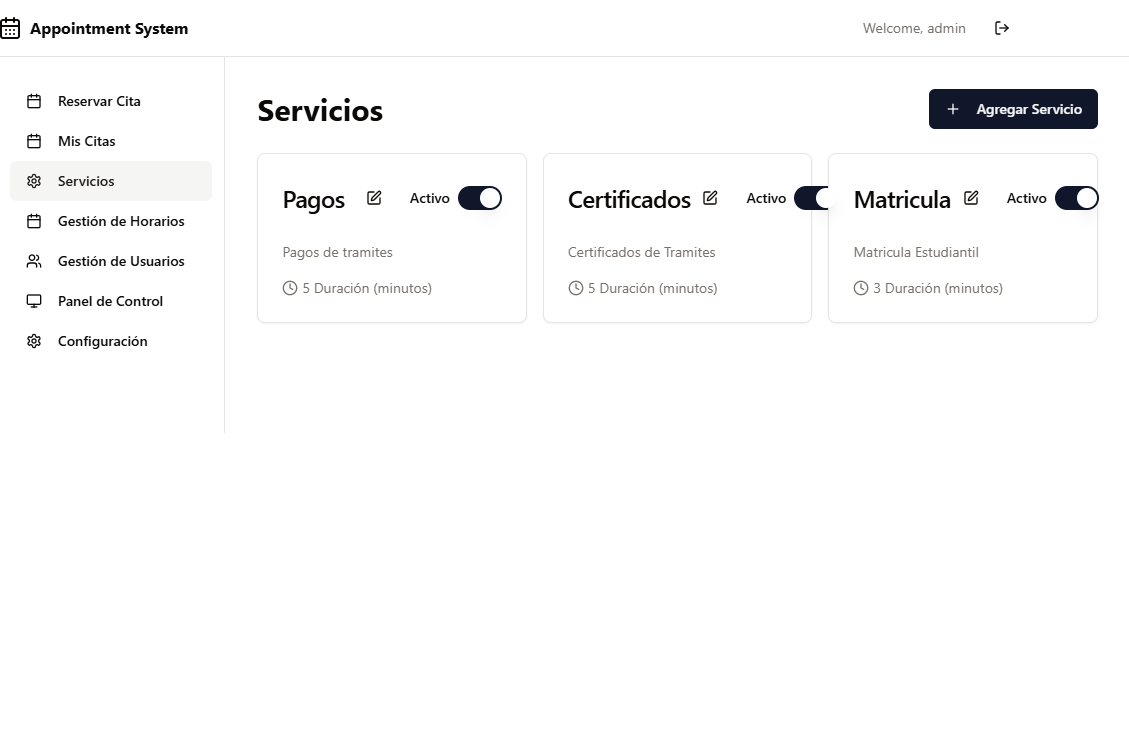 Appointment System
Welcome, admin
Reservar Cita
Mis Citas
Servicios
Gestión de Horarios
Gestión de Usuarios
Panel de Control
Configuración
Servicios
Agregar Servicio
Pagos
Activo
Pagos de tramites
5 Duración (minutos)
Certificados
Activo
Certificados de Tramites
5 Duración (minutos)
Matricula
Activo
Matricula Estudiantil
3 Duración (minutos)